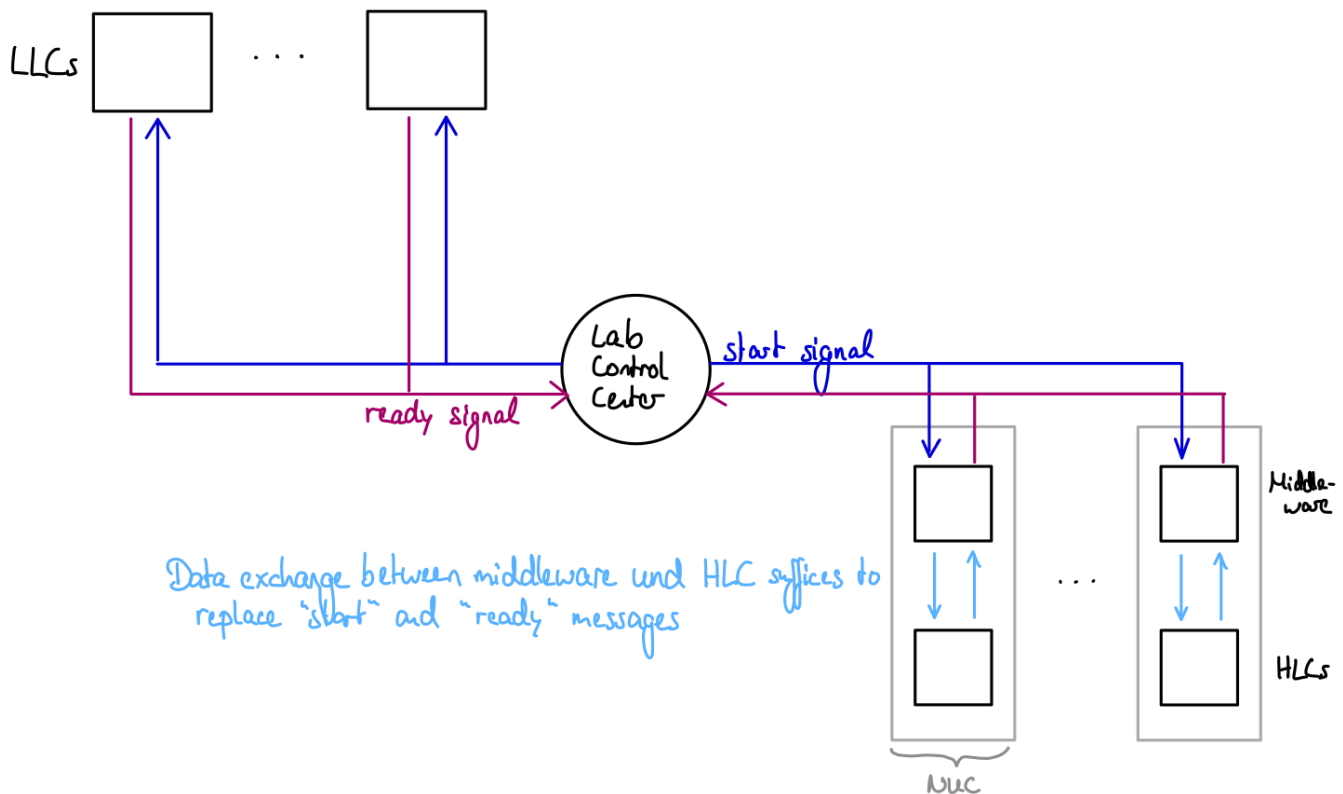 LLCs
Lab
Control
Center
start signal
ready signal
Middle-
ware
Data exchange between middleware und HLC suffices to
replace "start" and "ready" messages
HLCs
NUC